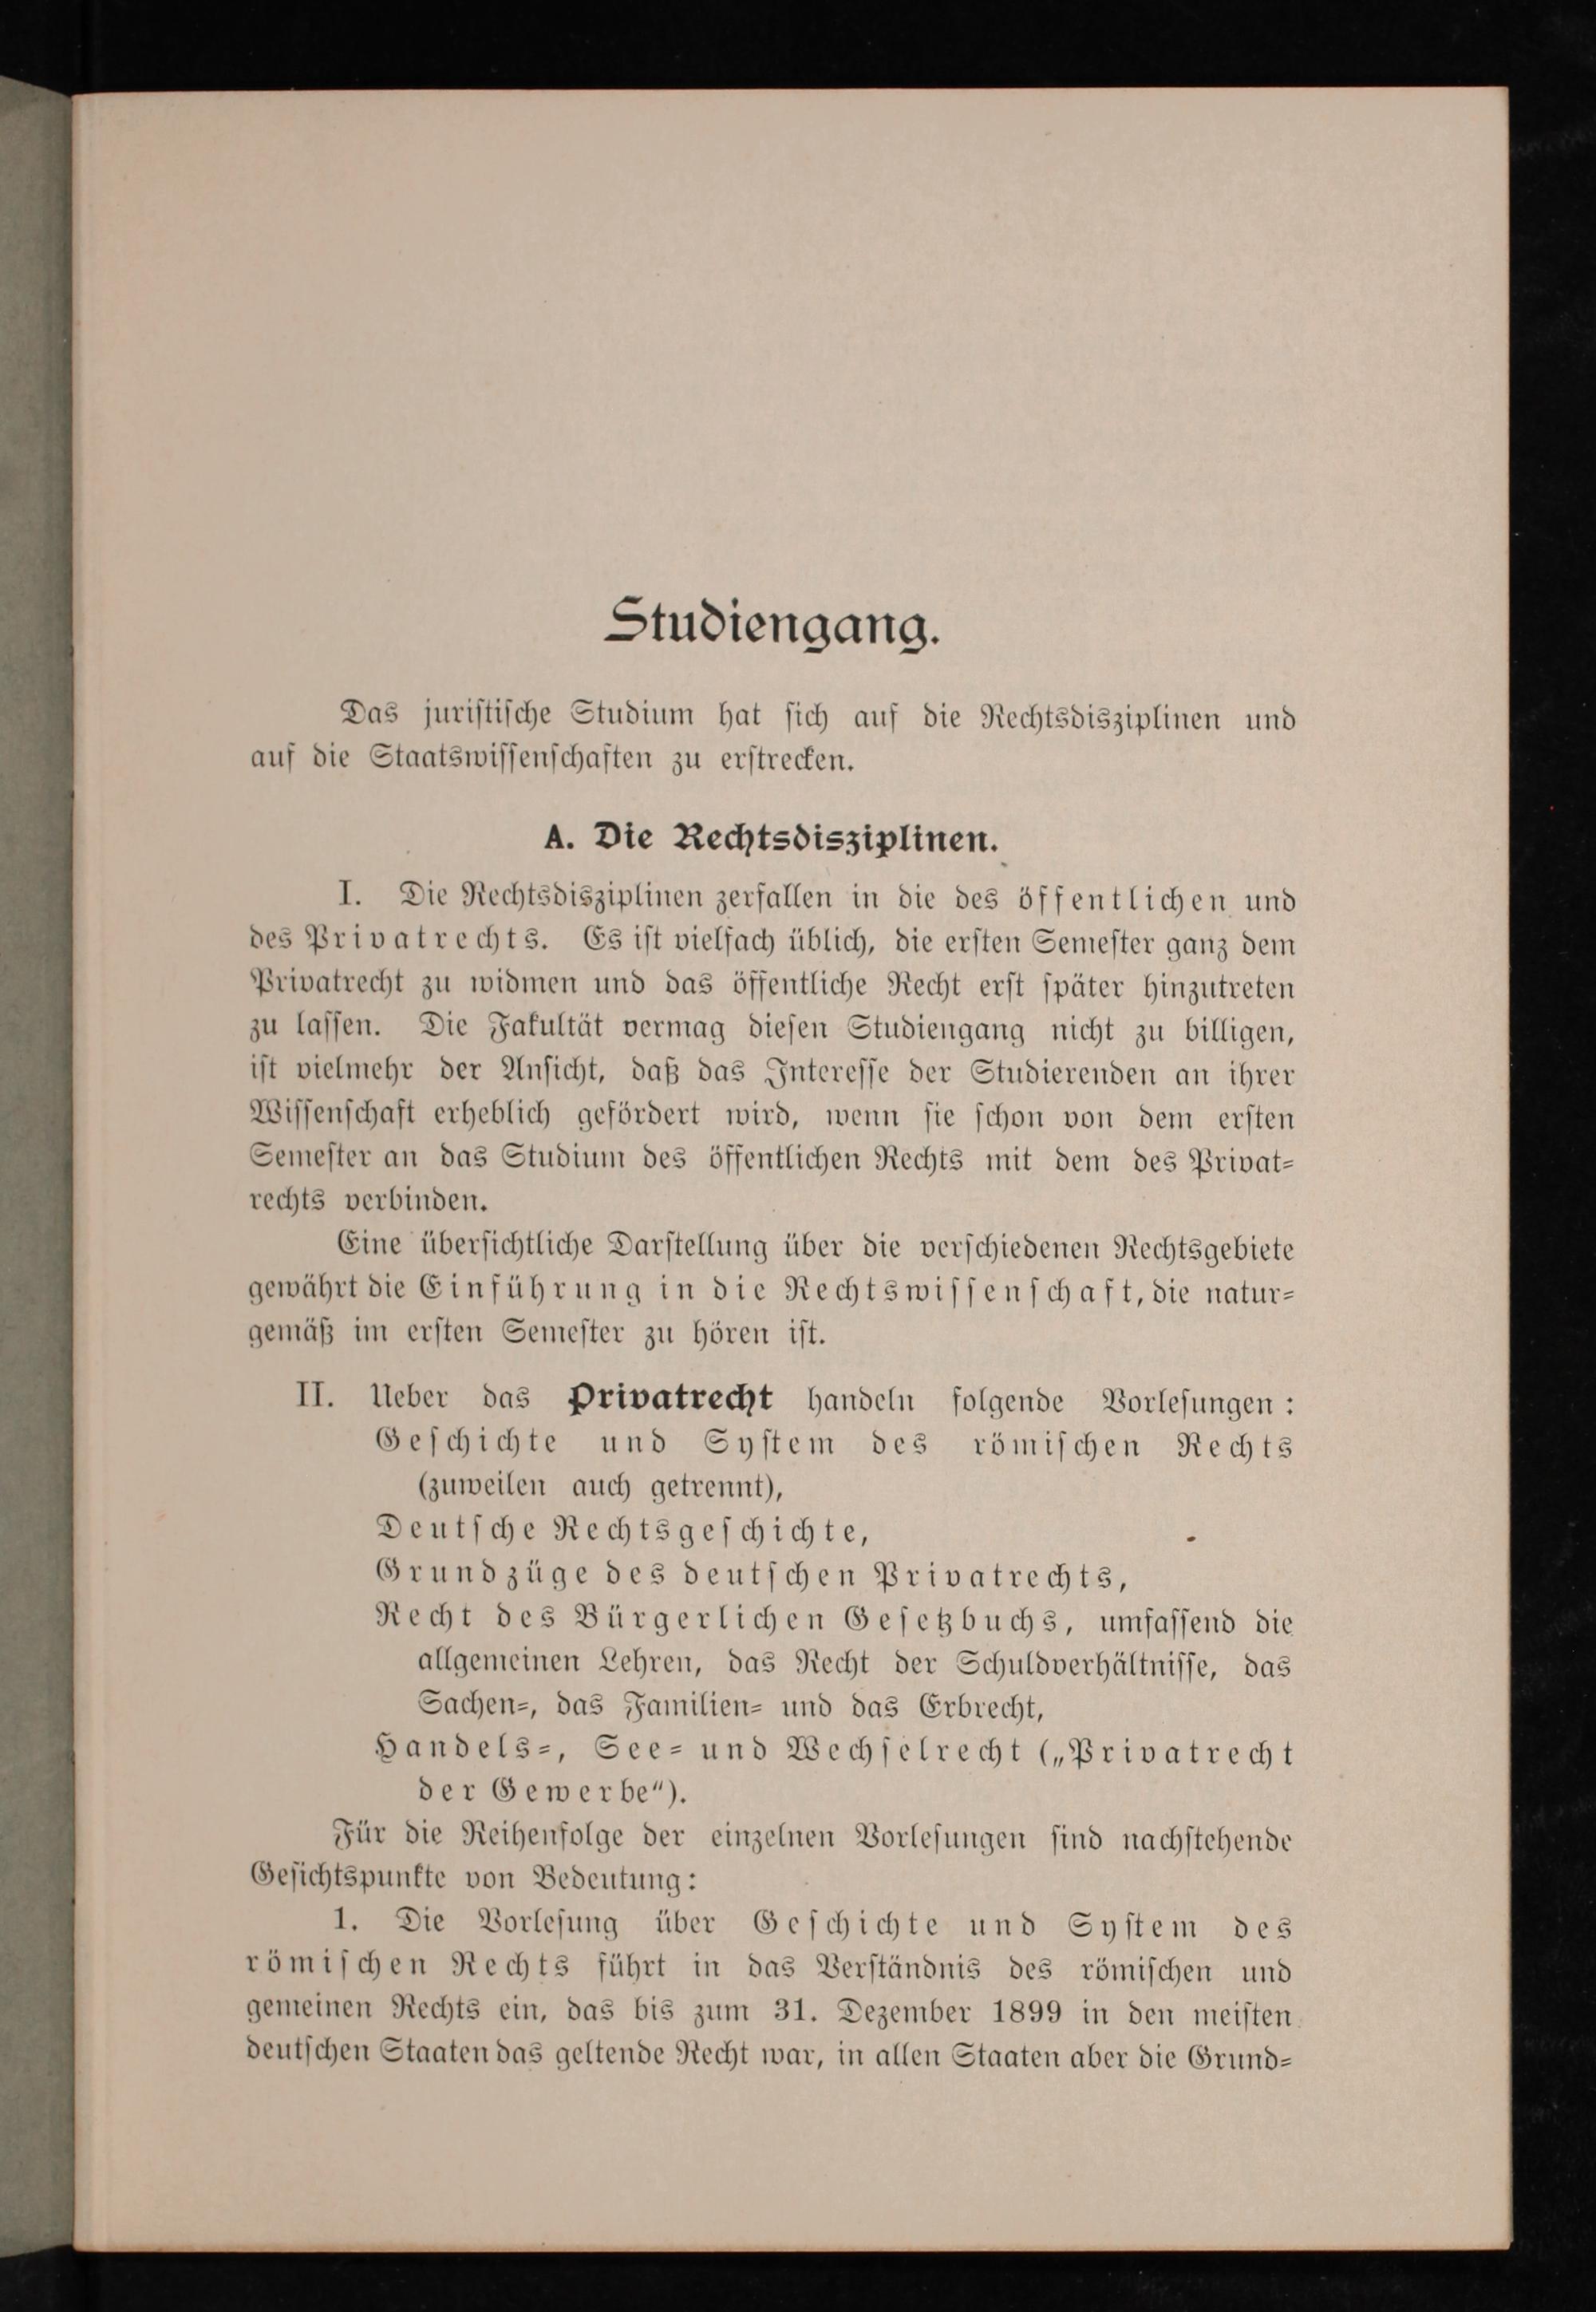 Studiengang.
Das juristische Studium hat sich auf die Rechtsdisziplinen und
auf die Staatswissenschaften zu erstrecken.
A. Die Rechtsdisziplinen.
I. Die Rechtsdisziplinen zerfallen in die des öffentlichen und
des Privatrechts. Es ist vielfach üblich, die ersten Semester ganz dem
Privatrecht zu widmen und das öffentliche Recht erst später hinzutreten
zu lassen. Die Fakultät vermag diesen Studiengang nicht zu billigen,
ist vielmehr der Ansicht, daß das Interesse der Studierenden an ihrer
Wissenschaft erheblich gefördert wird, wenn sie schon von dem ersten
Semester an das Studium des öffentlichen Rechts mit dem des Privat-
rechts verbinden.
Eine übersichtliche Darstellung über die verschiedenen Rechtsgebiete
gewährt die Einführung in die Rechtswissenschaft, die natur-
gemäß im ersten Semester zu hören ist.
II. Ueber das Privatrecht handeln folgende Vorlesungen:
Geschichte und System des römischen Rechts
(zuweilen auch getrennt),
Deutsche Rechtsgeschichte,
Grundzüge des deutschen Privatrechts,
Recht des Bürgerlichen Gesetzbuchs, umfassend die
allgemeinen Lehren, das Recht der Schuldverhältnisse, das
Sachen-, das Familien- und das Erbrecht,
Handels-, See- und Wechselrecht („Privatrecht
der Gewerbe“).
Für die Reihenfolge der einzelnen Vorlesungen sind nachstehende
Gesichtspunkte von Bedeutung:
1. Die Vorlesung über Geschichte und System des
römischen Rechts führt in das Verständnis des römischen und
gemeinen Rechts ein, das bis zum 31. Dezember 1899 in den meisten
deutschen Staaten das geltende Recht war, in allen Staaten aber die Grund-